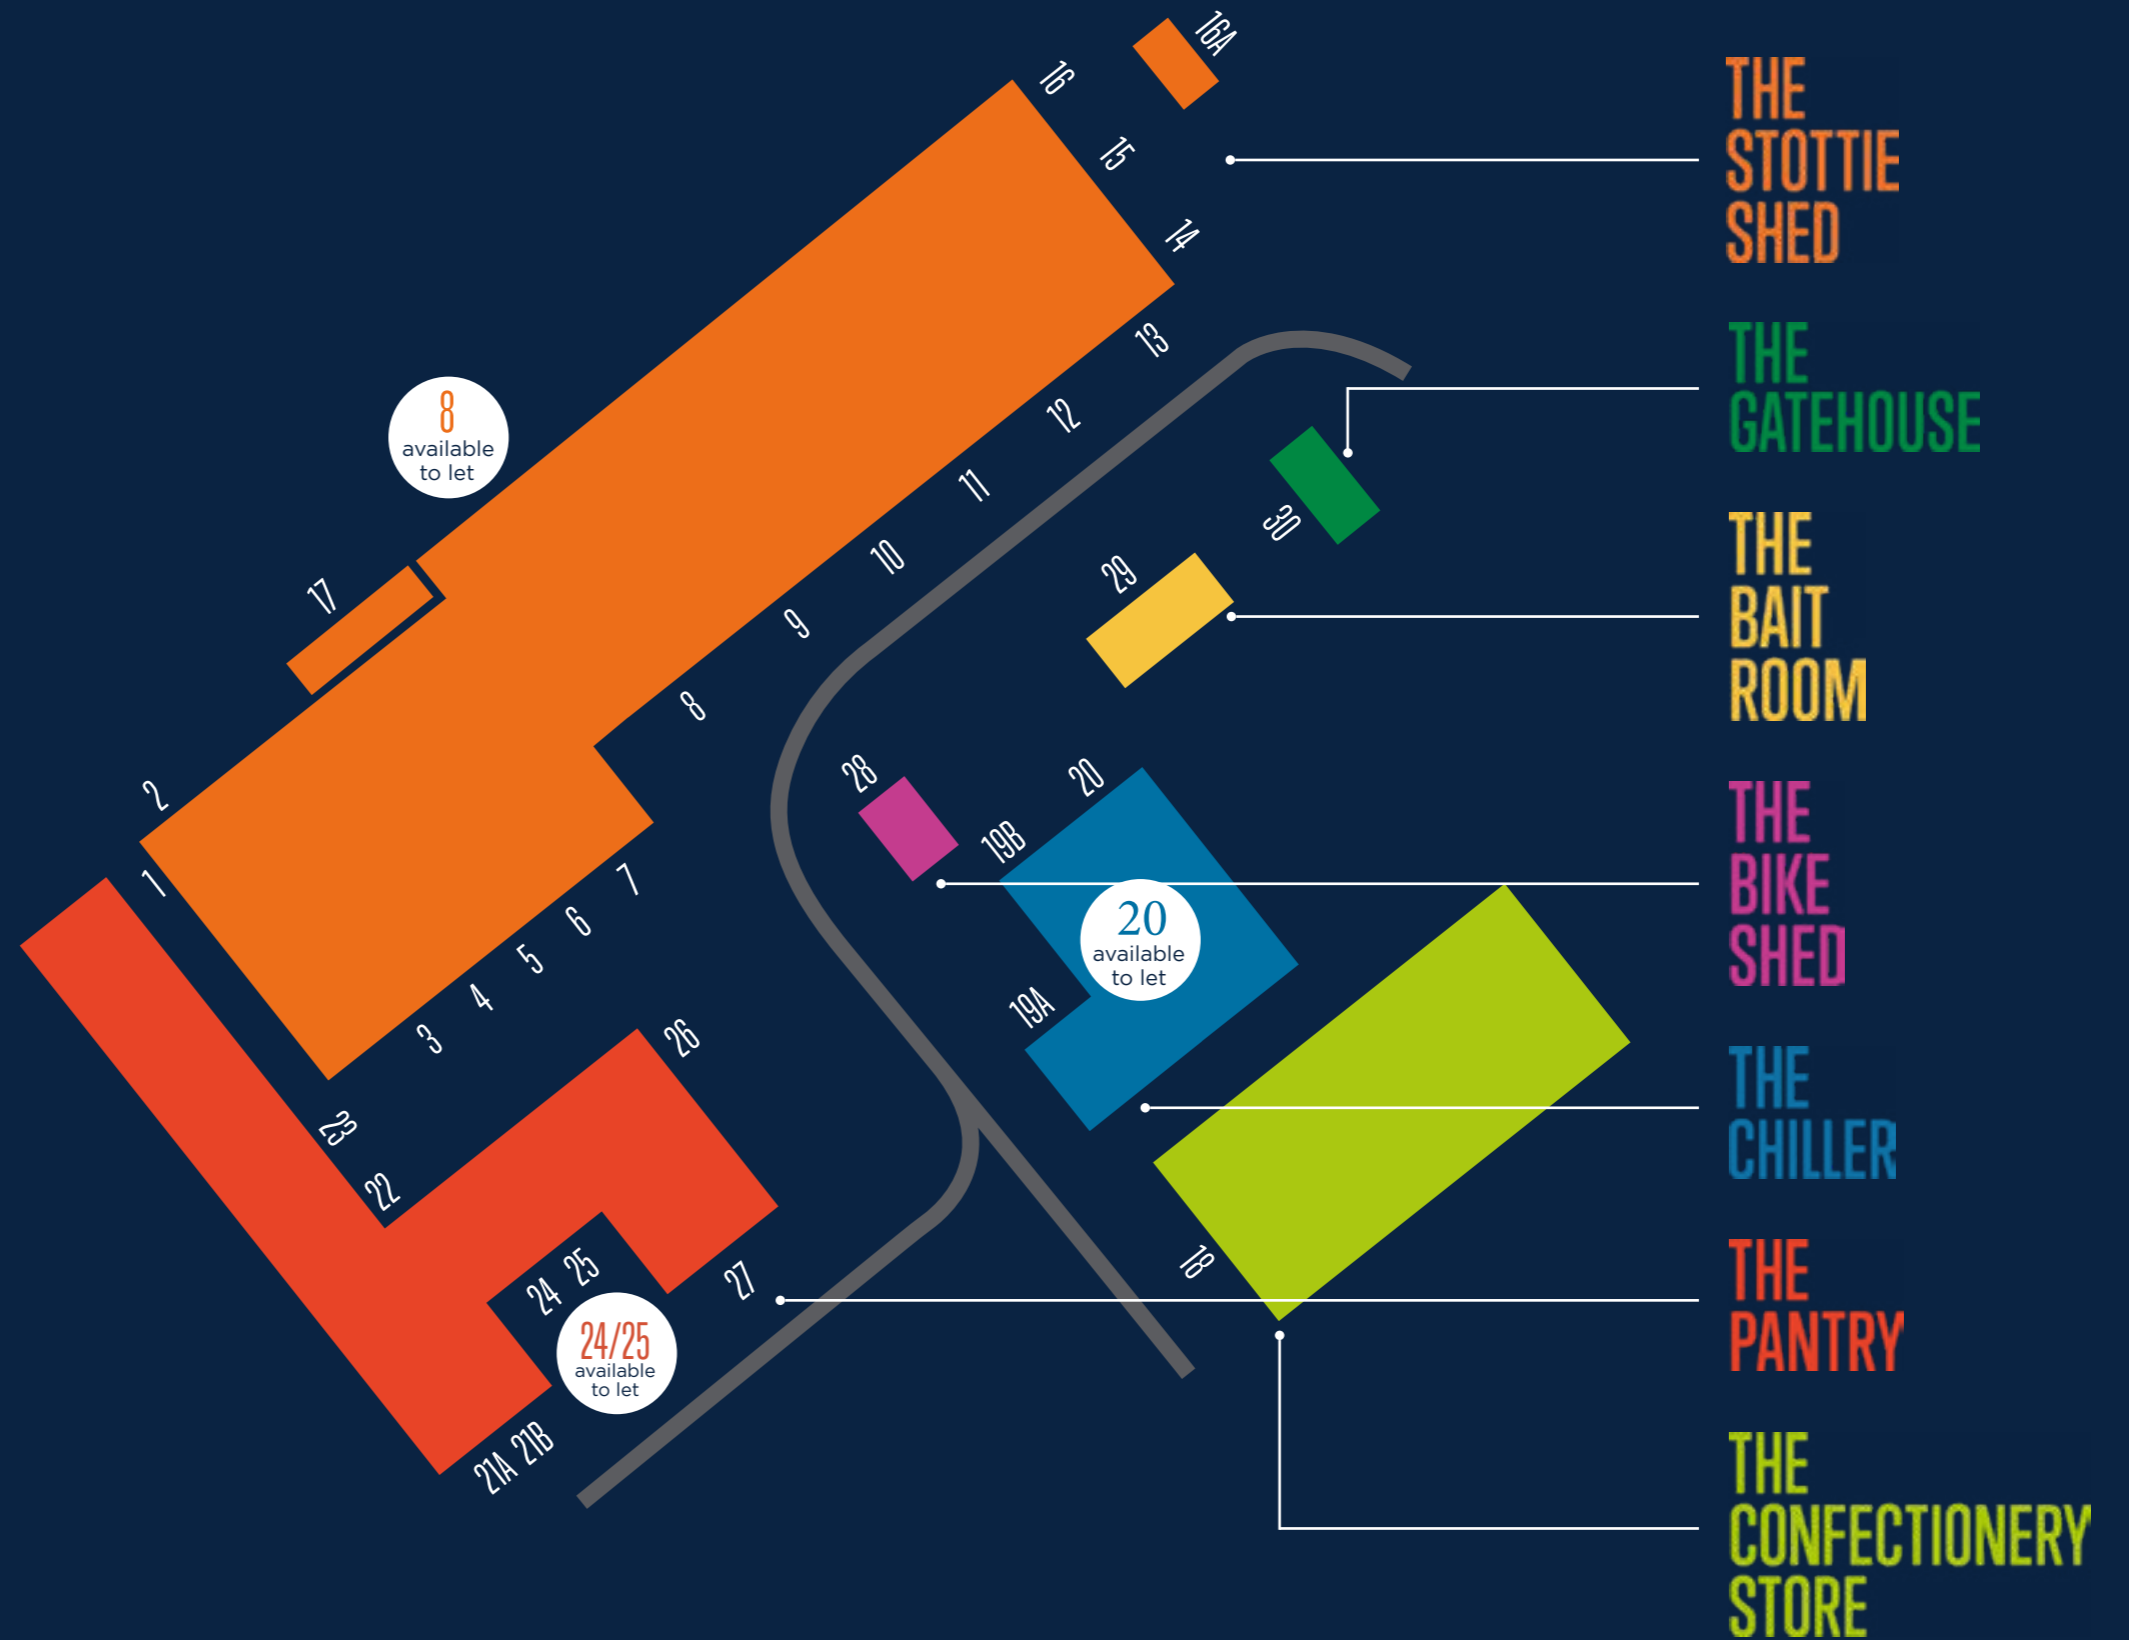 16A
16
15
14
13
12
11
10
9
8
8
available
to let
17
2
1
7
6
5
4
3
23
22
26
24 25
24/25
available
to let
27
21A 21B
30
29
28
20
19B
20
available
to let
19A
18
THE
STOTTIE
SHED
THE
GATEHOUSE
THE
BAIT
ROOM
THE
BIKE
SHED
THE
CHILLER
THE
PANTRY
THE
CONFECTIONERY
STORE